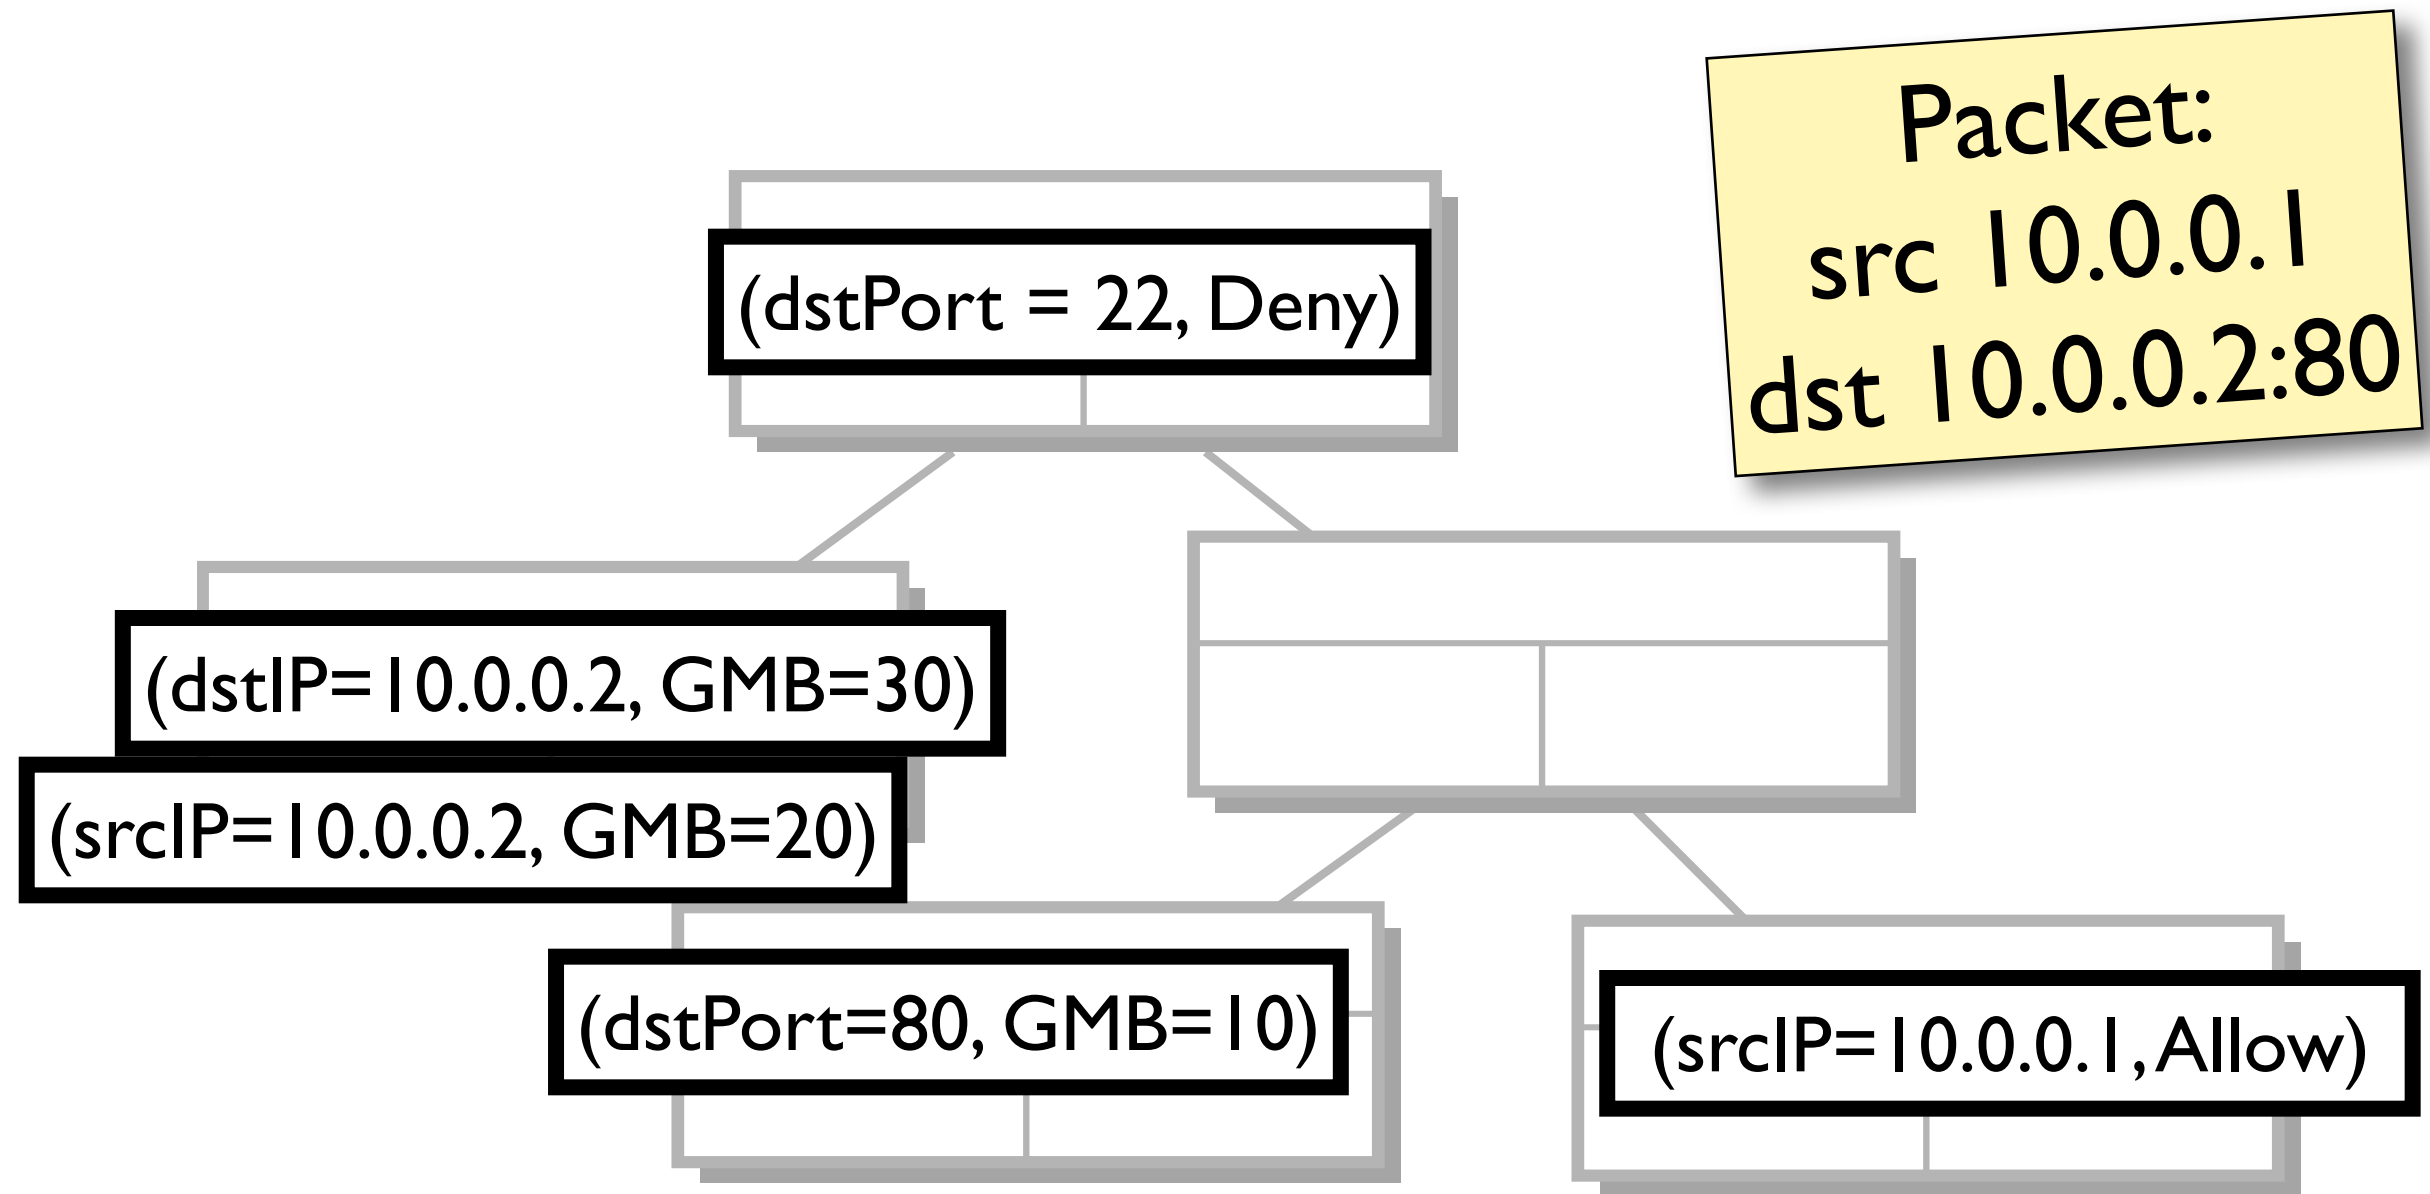 Packet:
src 10.0.0.1
dst 10.0.0.2:80
(dstPort = 22, Deny)
(dstIP=10.0.0.2, GMB=30)
(srcIP=10.0.0.2, GMB=20)
(dstPort=80, GMB=10)
(srcIP=10.0.0.1, Allow)